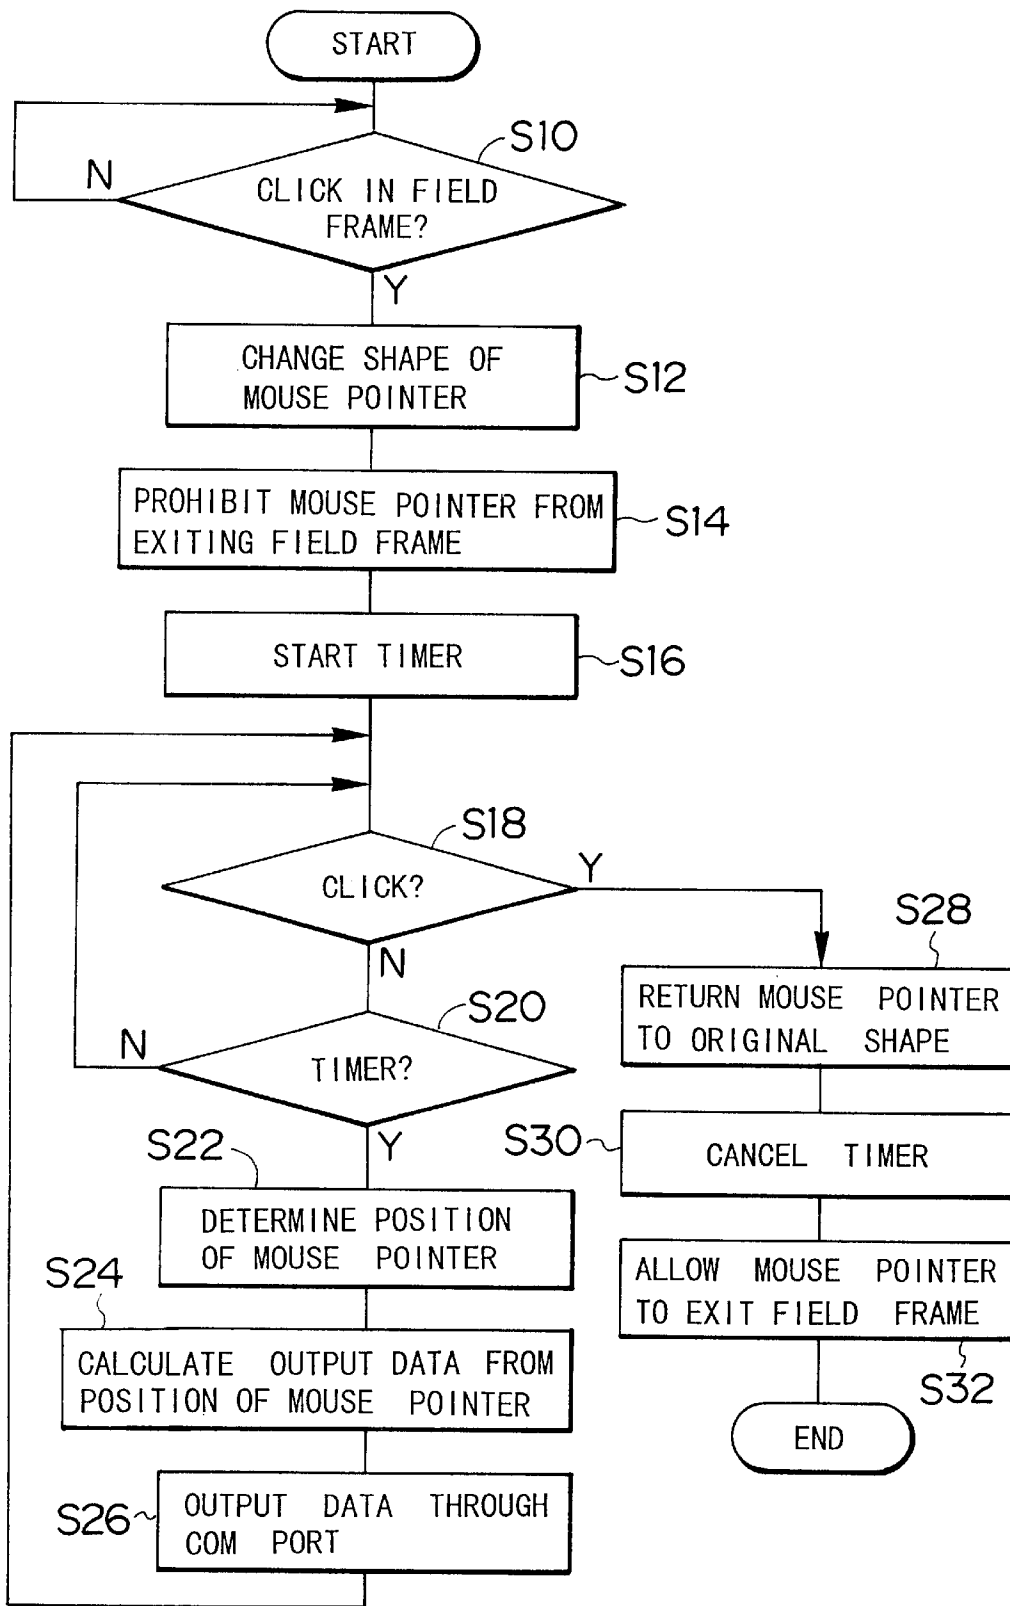 START
S10
N
CLICK IN FIELD
FRAME?
Y
CHANGE SHAPE OF
MOUSE POINTER
S12
PROHIBIT MOUSE POINTER FROM
EXITING FIELD FRAME
S14
START TIMER
S16
S18
CLICK?
Y
N
S20
N
TIMER?
Y
S22
DETERMINE POSITION
OF MOUSE POINTER
S24
CALCULATE OUTPUT DATA FROM
POSITION OF MOUSE POINTER
S26
OUTPUT DATA THROUGH
COM PORT
S28
RETURN MOUSE POINTER
TO ORIGINAL SHAPE
S30
CANCEL TIMER
ALLOW MOUSE POINTER
TO EXIT FIELD FRAME
S32
END